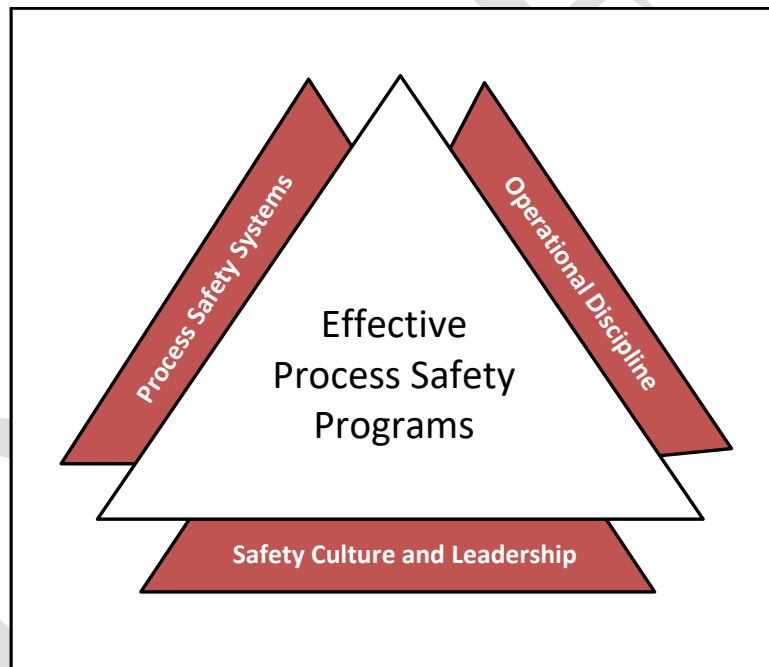 Process Safety Systems
Operational Discipline
Effective
Process Safety
Programs
Safety Culture and Leadership